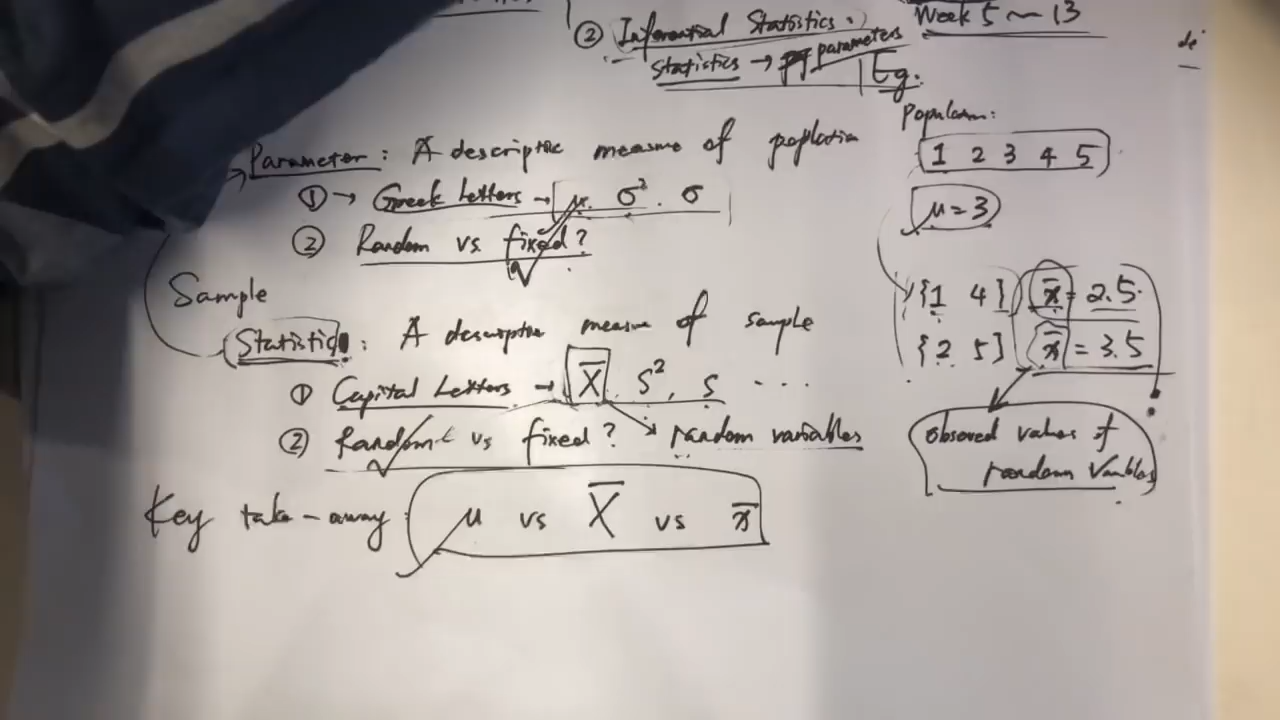 ② Inferential Statistics.
Statistics → parameters
Week 5 ~ 13
Parameter: A descriptive measure of population
① → Greek Letters → μ. σ². σ
② Random vs fixed?
Sample
Statistic: A descriptive measure of sample
① Capital Letters → X̄ S², S ....
② Random vs fixed? → random variables
Key take-away: μ vs X̄ vs x̄
Eg.
Population:
1 2 3 4 5
μ = 3
{1 4} x̄ = 2.5
{2 5} x̄ = 3.5
observed values of
random variables